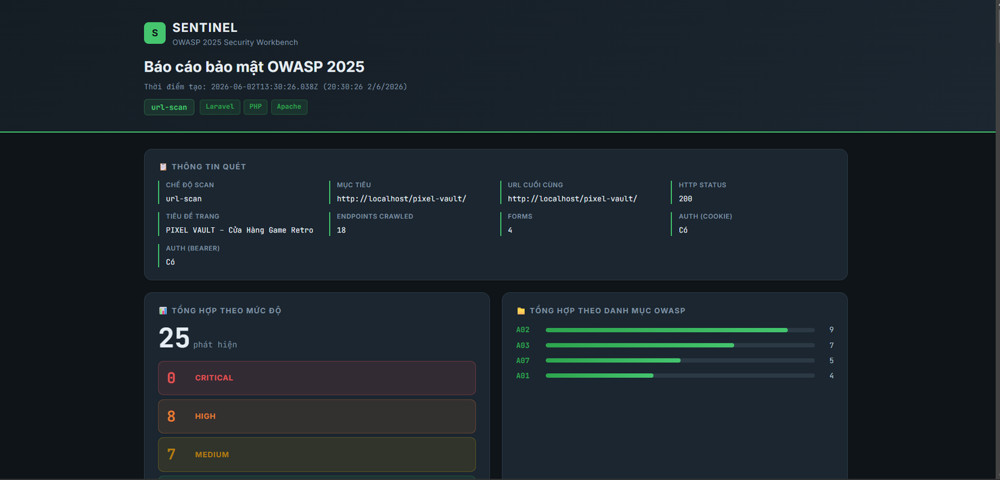 S
SENTINEL
OWASP 2025 Security Workbench
Báo cáo bảo mật OWASP 2025
Thời điểm tạo: 2026-06-02T13:30:26.038Z (20:30:26 2/6/2026)
url-scan Laravel PHP Apache
📋 THÔNG TIN QUÉT
CHẾ ĐỘ SCAN
url-scan
MỤC TIÊU
http://localhost/pixel-vault/
URL CUỐI CÙNG
http://localhost/pixel-vault/
HTTP STATUS
200
TIÊU ĐỀ TRANG
PIXEL VAULT – Cửa Hàng Game Retro
ENDPOINTS CRAWLED
18
FORMS
4
AUTH (COOKIE)
Có
AUTH (BEARER)
Có
📊 TỔNG HỢP THEO MỨC ĐỘ
25 phát hiện
0 CRITICAL
8 HIGH
7 MEDIUM
📁 TỔNG HỢP THEO DANH MỤC OWASP
A02 9
A03 7
A07 5
A01 4